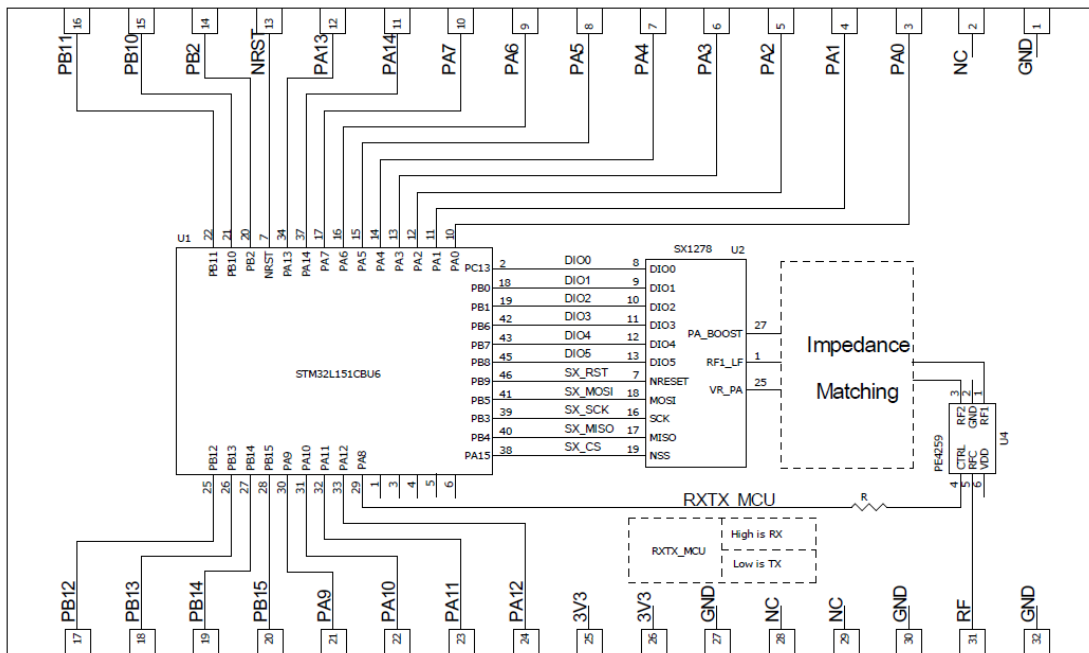 16 15 14 13 12 11 10 9 8 7 6 5 4 3 2 1
PB11 PB10 PB2 NRST PA13 PA14 PA7 PA6 PA5 PA4 PA3 PA2 PA1 PA0 NC GND
U1 22 21 20 7 34 37 17 16 15 14 13 12 11 10
PB11 PB10 PB2 NRST PA13 PA14 PA7 PA6 PA5 PA4 PA3 PA2 PA1 PA0
SX1278 U2
PC13 2 DIO0 8 DIO0
PB0 18 DIO1 9 DIO1
PB1 19 DIO2 10 DIO2
PB6 42 DIO3 11 DIO3
PB7 43 DIO4 12 DIO4
PB8 45 DIO5 13 DIO5
PB9 46 SX_RST 7 NRESET
PB5 41 SX_MOSI 18 MOSI
PB3 39 SX_SCK 16 SCK
PB4 40 SX_MISO 17 MISO
PA15 38 SX_CS 19 NSS
PA_BOOST 27
RF1_LF 1
VR_PA 25
STM32L151CBU6
Impedance
Matching
3 2 1
RF2 GND RF1
PE4259 U4
CTRL RFC VDD
4 5 6
PB12 PB13 PB14 PB15 PA9 PA10 PA11 PA12 PA8
25 26 27 28 30 31 32 33 29 1 3 4 5 6
RXTX_MCU R
RXTX_MCU
High is RX
Low is TX
PB12 PB13 PB14 PB15 PA9 PA10 PA11 PA12 3V3 3V3 GND NC NC GND RF GND
17 18 19 20 21 22 23 24 25 26 27 28 29 30 31 32